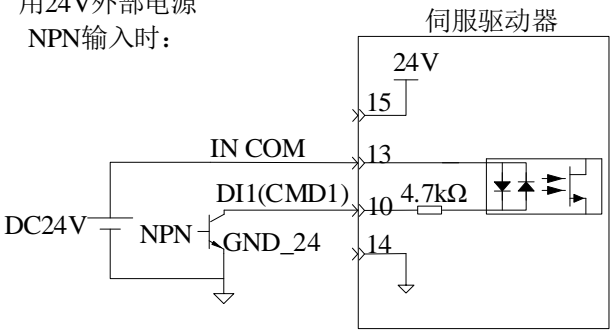 用24V外部电源
NPN输入时：
伺服驱动器
24V
15
IN COM
13
DI1(CMD1)
10
4.7kΩ
DC24V
NPN
GND_24
14